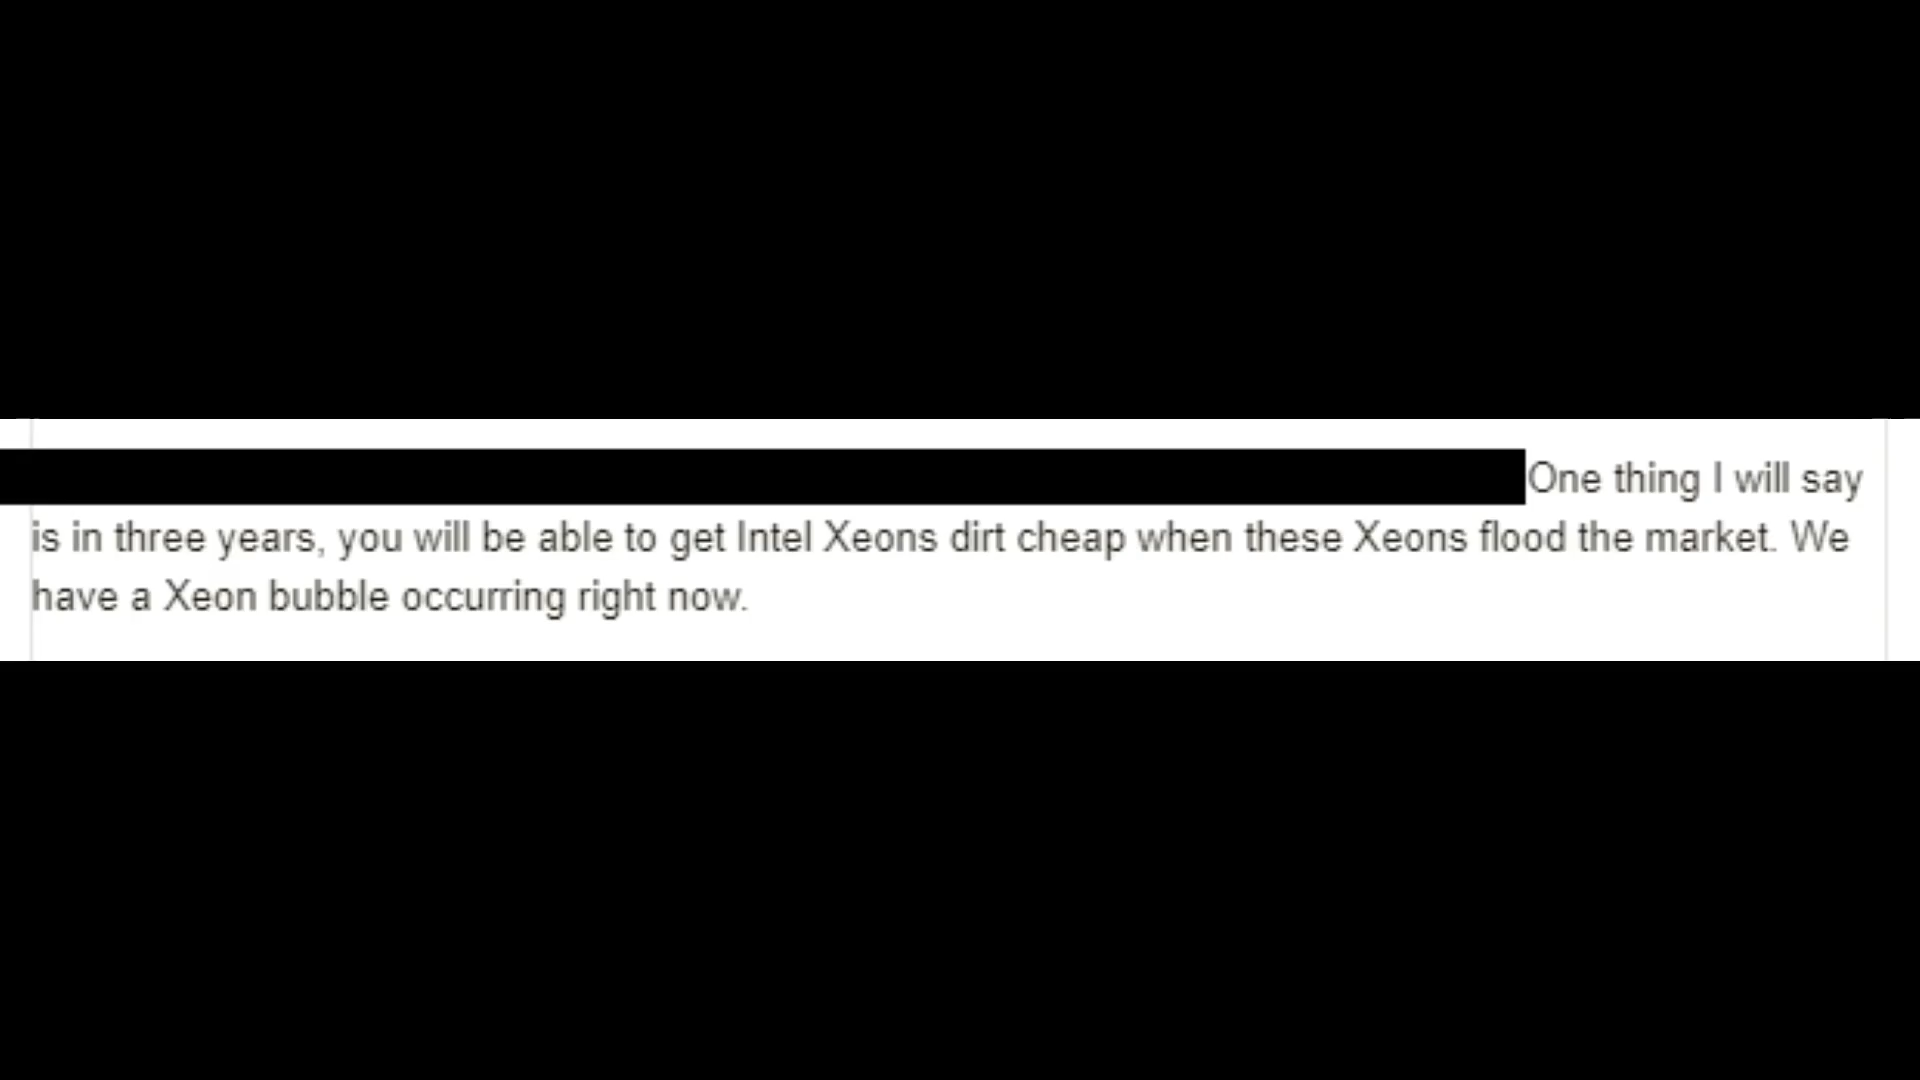 One thing I will say
is in three years, you will be able to get Intel Xeons dirt cheap when these Xeons flood the market. We
have a Xeon bubble occurring right now.